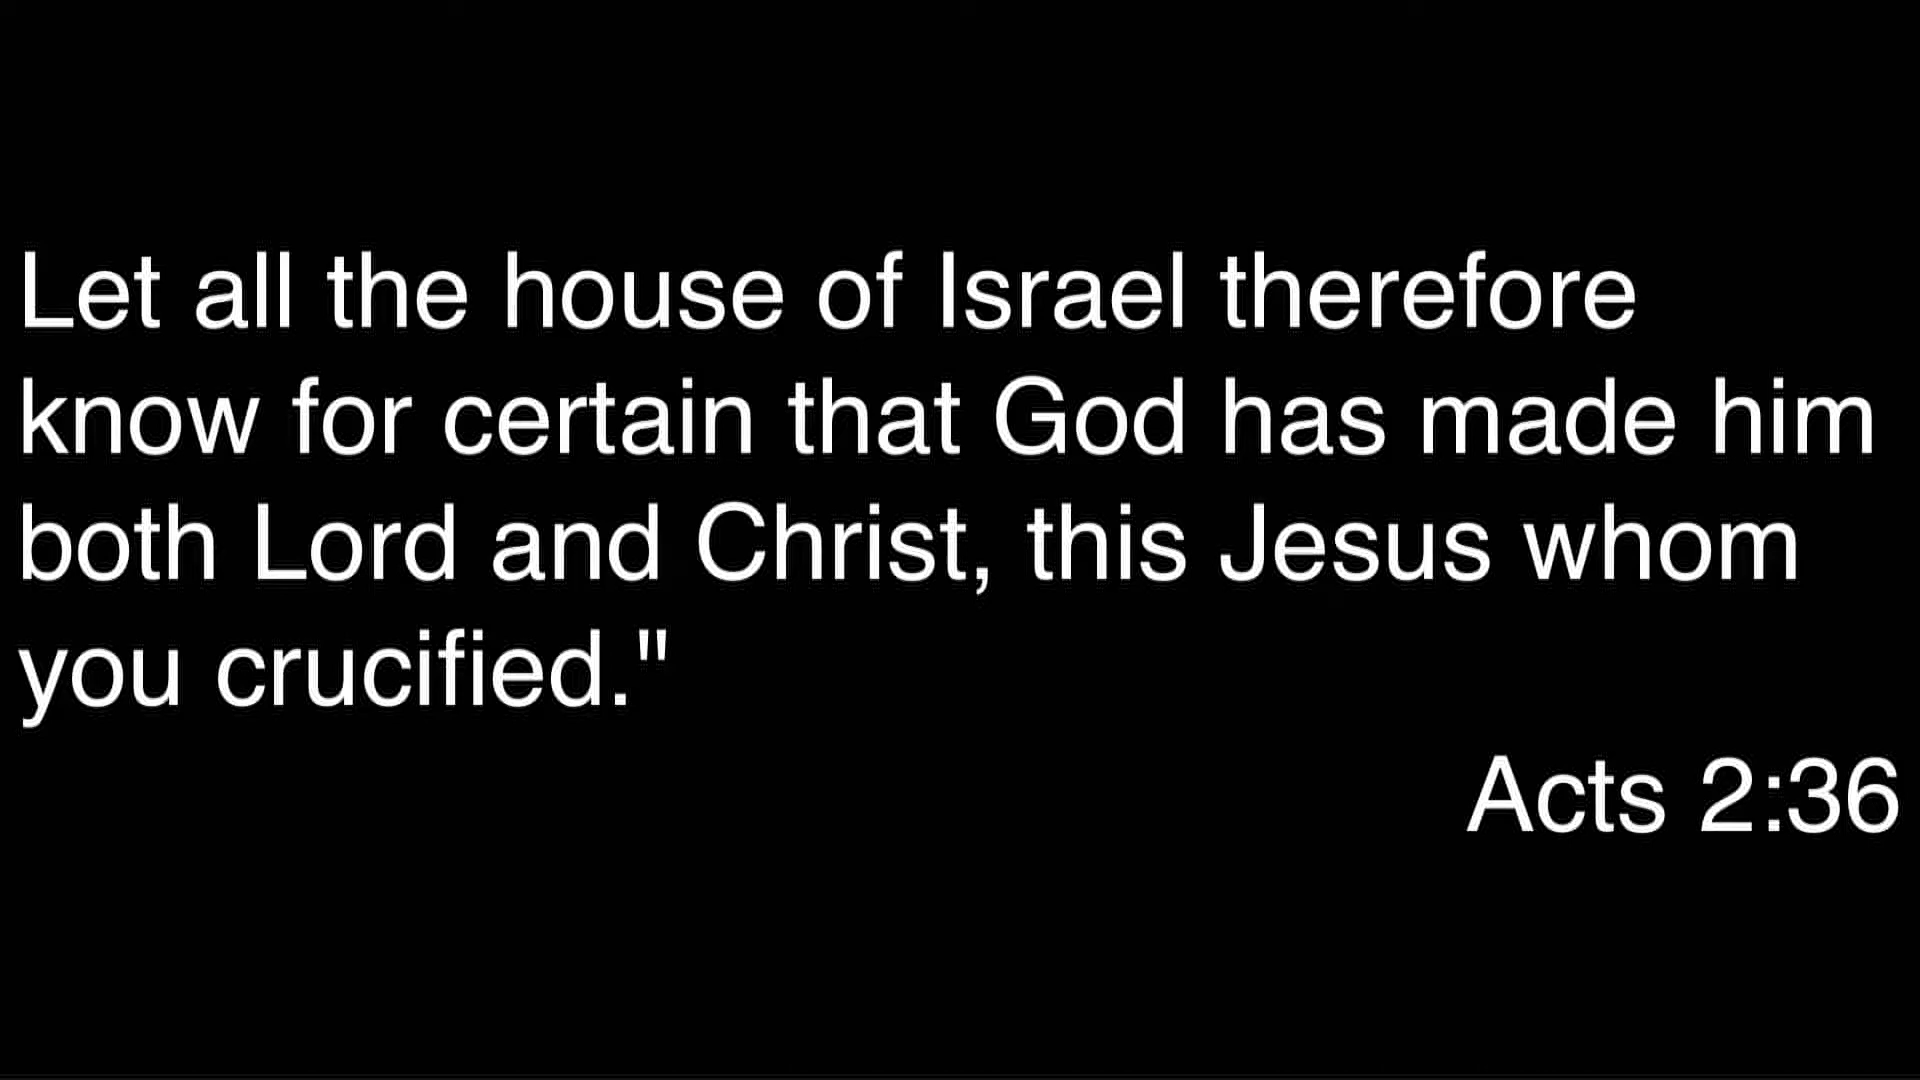 Let all the house of Israel therefore
know for certain that God has made him
both Lord and Christ, this Jesus whom
you crucified."
Acts 2:36